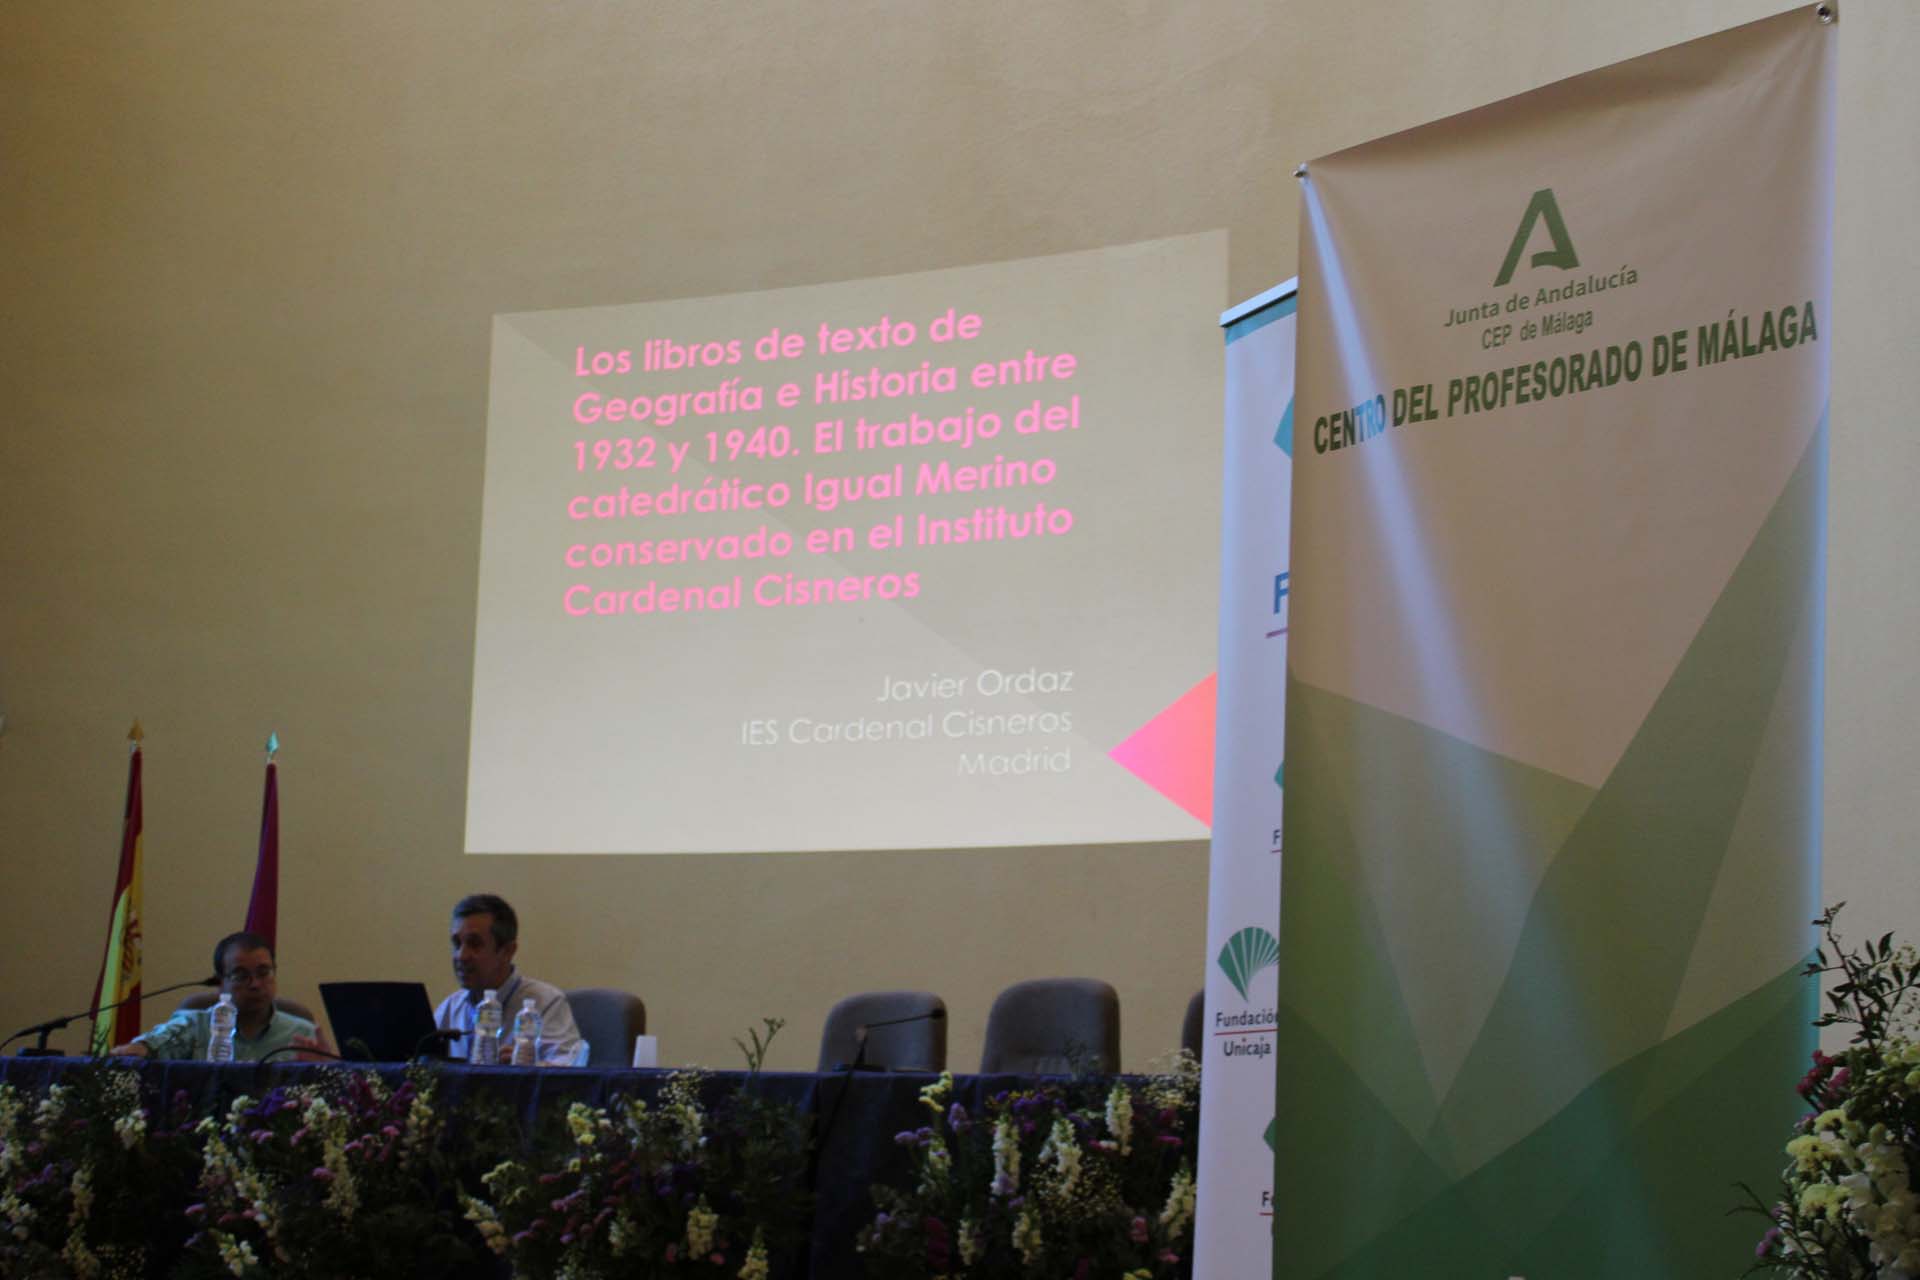 Los libros de texto de
Geografía e Historia entre
1932 y 1940. El trabajo del
catedrático Igual Merino
conservado en el Instituto
Cardenal Cisneros
Javier Ordaz
IES Cardenal Cisneros
Madrid
Junta de Andalucía
CEP de Málaga
CENTRO DEL PROFESORADO DE MÁLAGA
Fundación
Unicaja